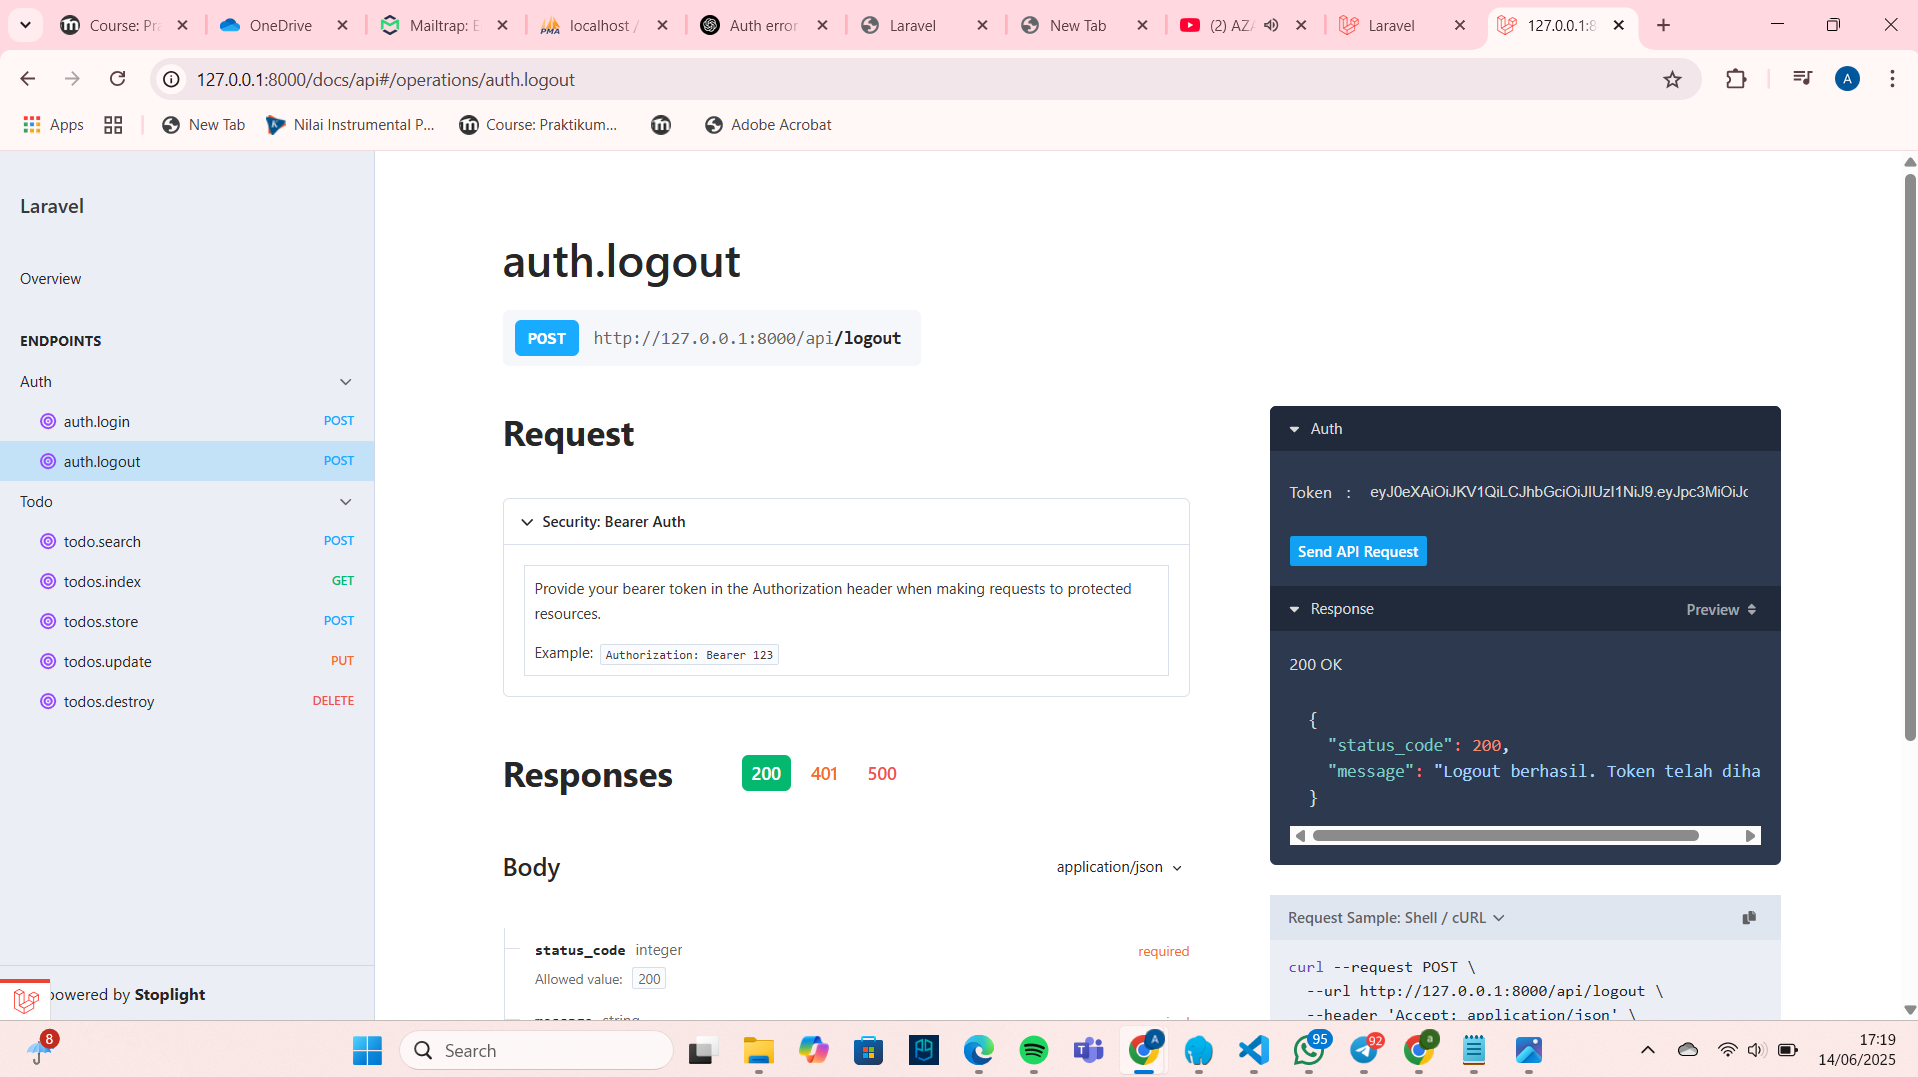 Course: Pra
OneDrive
Mailtrap: E
localhost /
Auth error
Laravel
New Tab
(2) AZA
Laravel
127.0.0.1:8
127.0.0.1:8000/docs/api#/operations/auth.logout
A
Apps
New Tab
Nilai Instrumental P...
Course: Praktikum...
Adobe Acrobat
Laravel
Overview
ENDPOINTS
Auth
auth.login POST
auth.logout POST
Todo
todo.search POST
todos.index GET
todos.store POST
todos.update PUT
todos.destroy DELETE
powered by Stoplight
auth.logout
POST http://127.0.0.1:8000/api/logout
Request
Security: Bearer Auth
Provide your bearer token in the Authorization header when making requests to protected
resources.
Example: Authorization: Bearer 123
Responses 200 401 500
Body application/json
status_code integer required
Allowed value: 200
message string
Auth
Token : eyJ0eXAiOiJKV1QiLCJhbGciOiJIUzI1NiJ9.eyJpc3MiOiJc
Send API Request
Response Preview
200 OK
{
"status_code": 200,
"message": "Logout berhasil. Token telah diha
}
Request Sample: Shell / cURL
curl --request POST \
--url http://127.0.0.1:8000/api/logout \
--header 'Accept: application/json' \
8
Search
A
95
92
a
17:19
14/06/2025